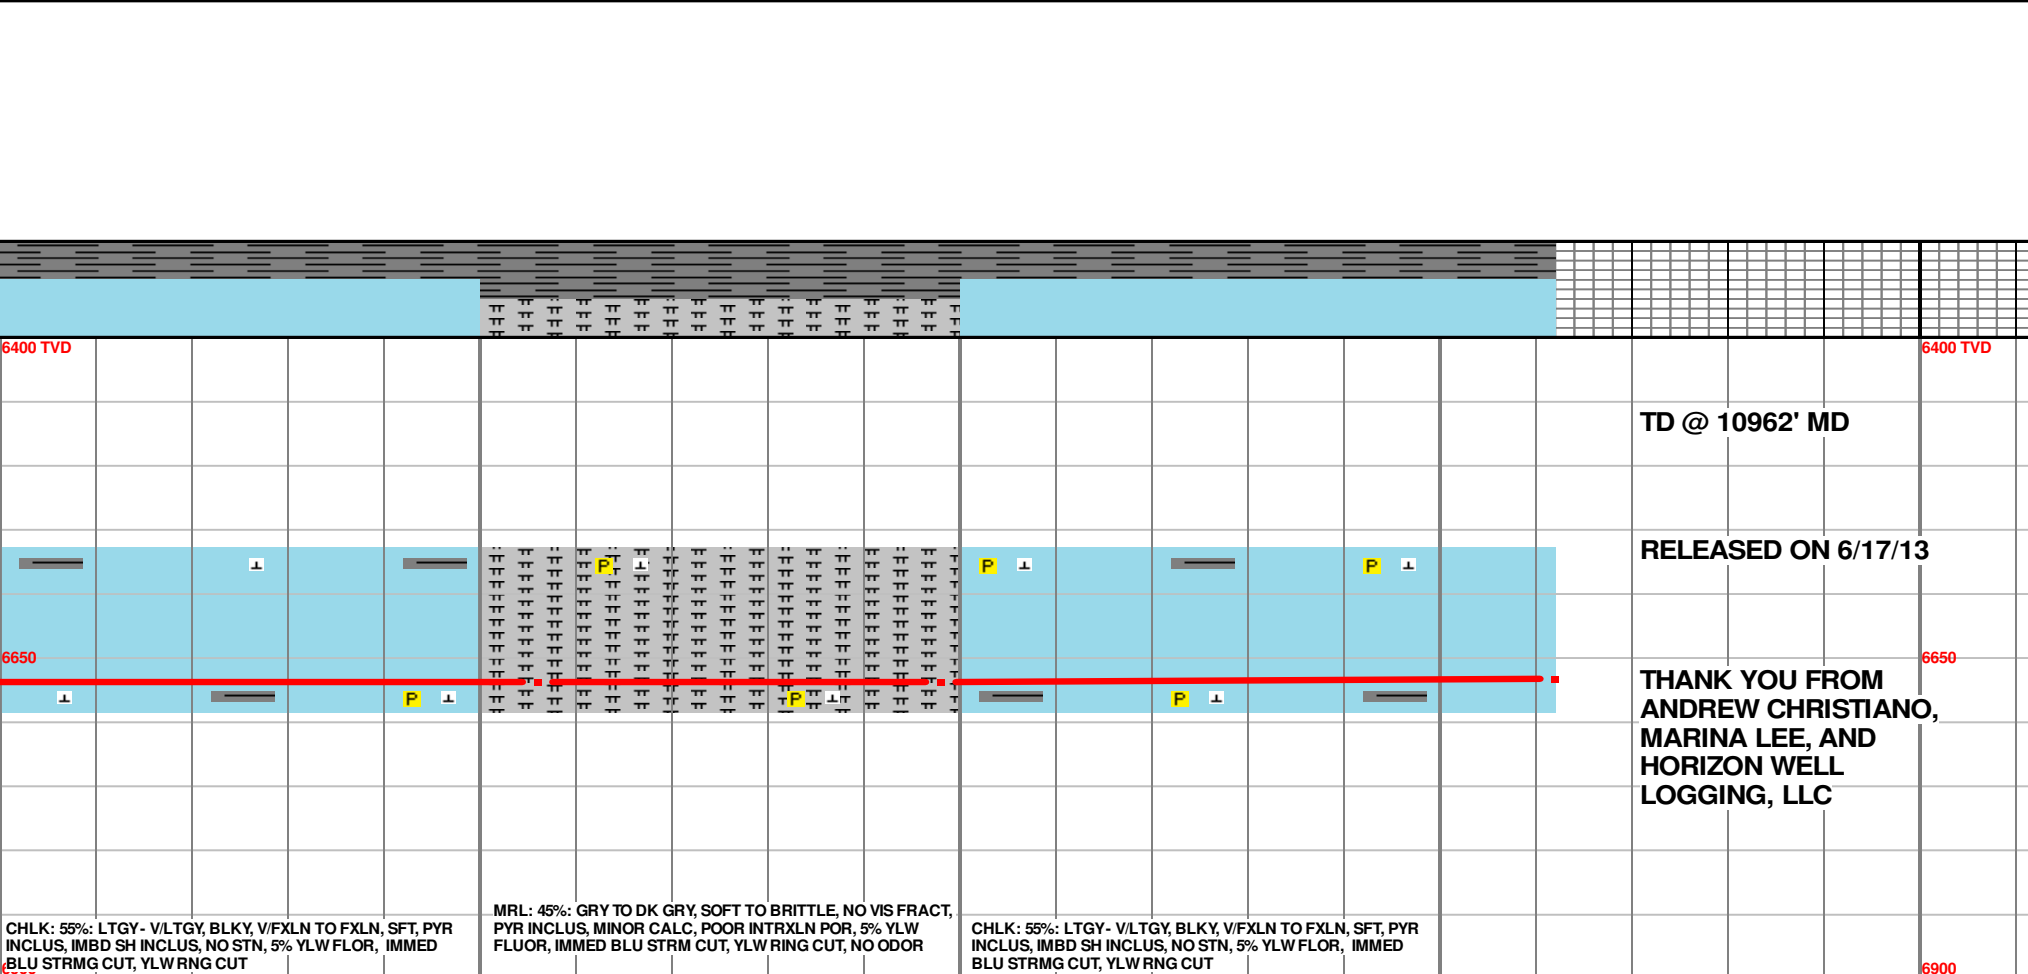 6400 TVD
6400 TVD
TD @ 10962' MD
P
P
P
RELEASED ON 6/17/13
6650
6650
P
P
P
THANK YOU FROM
ANDREW CHRISTIANO,
MARINA LEE, AND
HORIZON WELL
LOGGING, LLC
CHLK: 55%: LTGY- V/LTGY, BLKY, V/FXLN TO FXLN, SFT, PYR
INCLUS, IMBD SH INCLUS, NO STN, 5% YLW FLOR, IMMED
BLU STRMG CUT, YLW RNG CUT
MRL: 45%: GRY TO DK GRY, SOFT TO BRITTLE, NO VIS FRACT,
PYR INCLUS, MINOR CALC, POOR INTRXLN POR, 5% YLW
FLUOR, IMMED BLU STRM CUT, YLW RING CUT, NO ODOR
CHLK: 55%: LTGY- V/LTGY, BLKY, V/FXLN TO FXLN, SFT, PYR
INCLUS, IMBD SH INCLUS, NO STN, 5% YLW FLOR, IMMED
BLU STRMG CUT, YLW RNG CUT
6900